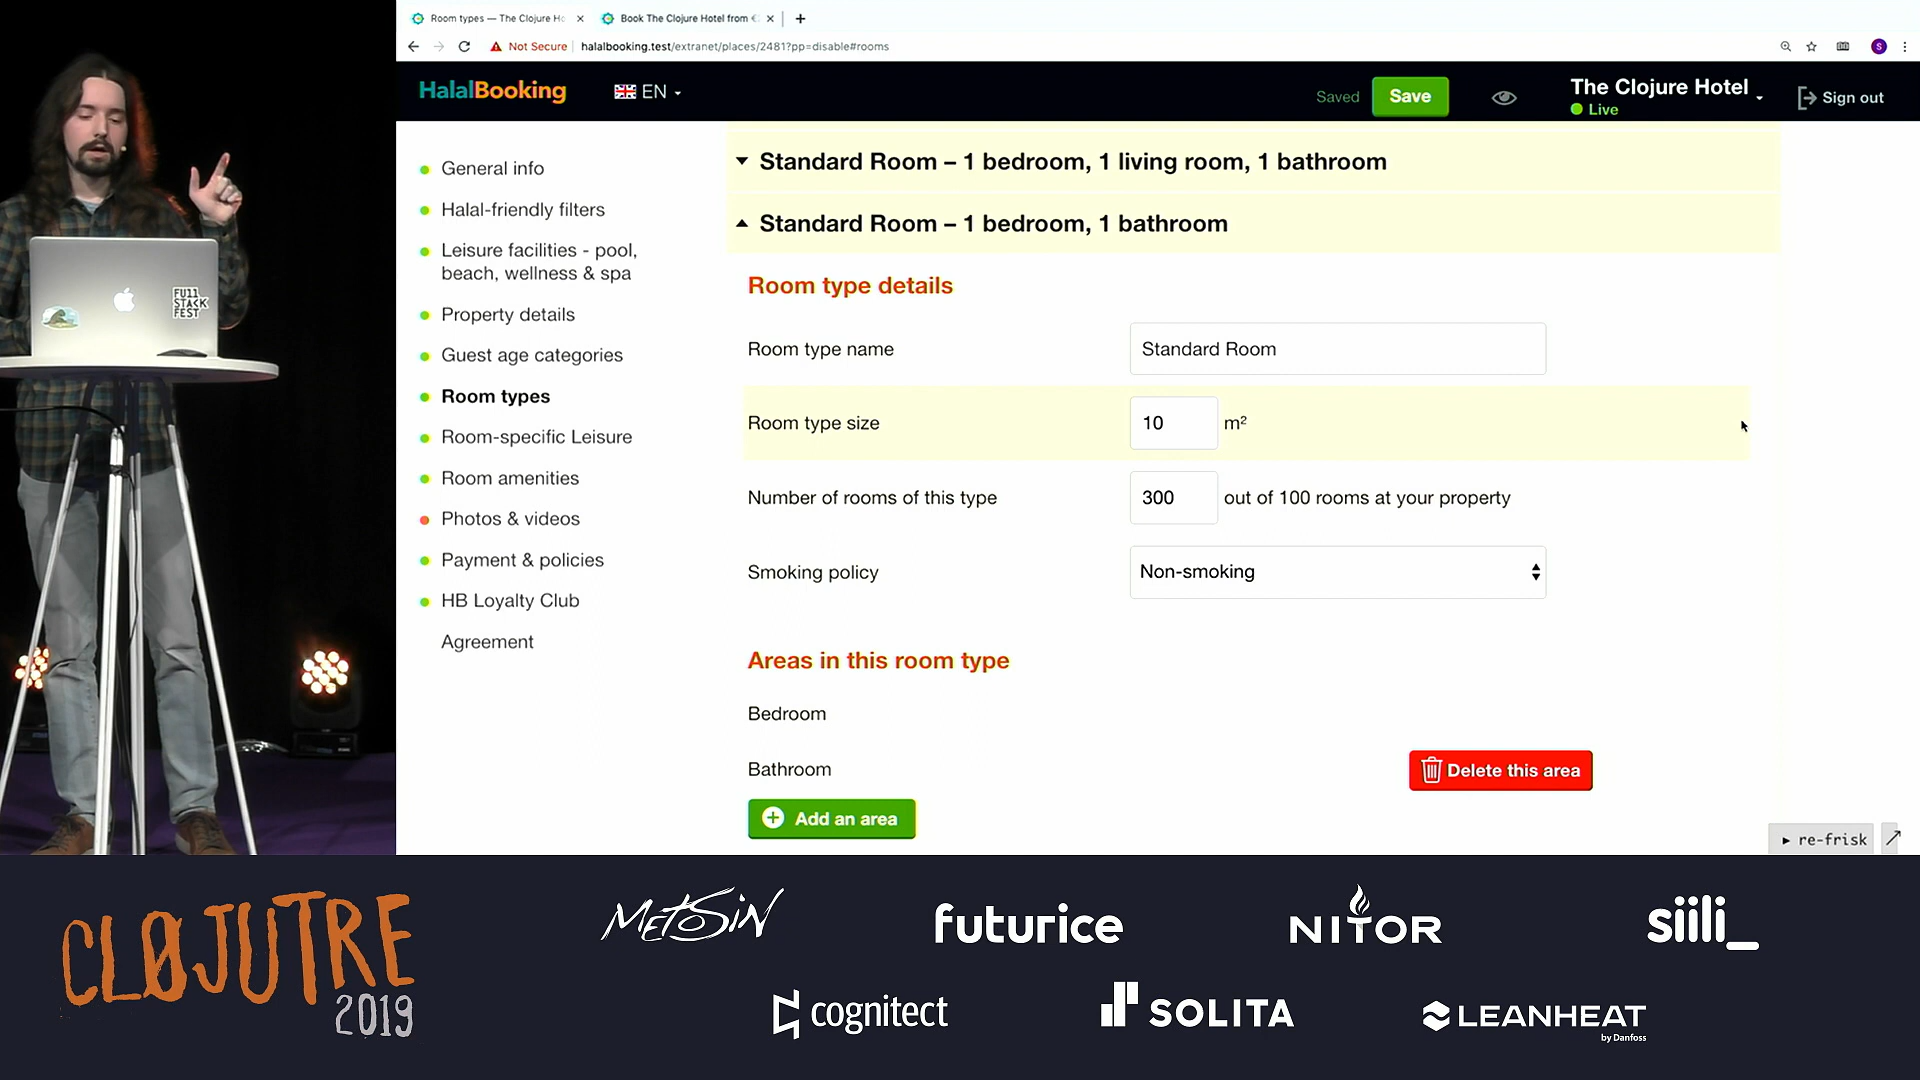 Room types — The Clojure Ho
Book The Clojure Hotel from €
Not Secure
halalbooking.test/extranet/places/2481?pp=disable#rooms
S
HalalBooking
EN
Saved
Save
The Clojure Hotel
Live
Sign out
General info
Halal-friendly filters
Leisure facilities - pool,
beach, wellness & spa
Property details
Guest age categories
Room types
Room-specific Leisure
Room amenities
Photos & videos
Payment & policies
HB Loyalty Club
Agreement
Standard Room – 1 bedroom, 1 living room, 1 bathroom
Standard Room – 1 bedroom, 1 bathroom
Room type details
Room type name
Standard Room
Room type size
10 m²
Number of rooms of this type
300 out of 100 rooms at your property
Smoking policy
Non-smoking
Areas in this room type
Bedroom
Bathroom
Delete this area
Add an area
re-frisk
FULL
STACK
FEST
CLØJUTRE
2019
METOSIN
futurice
NITOR
siili_
cognitect
SOLITA
LEANHEAT
by Danfoss